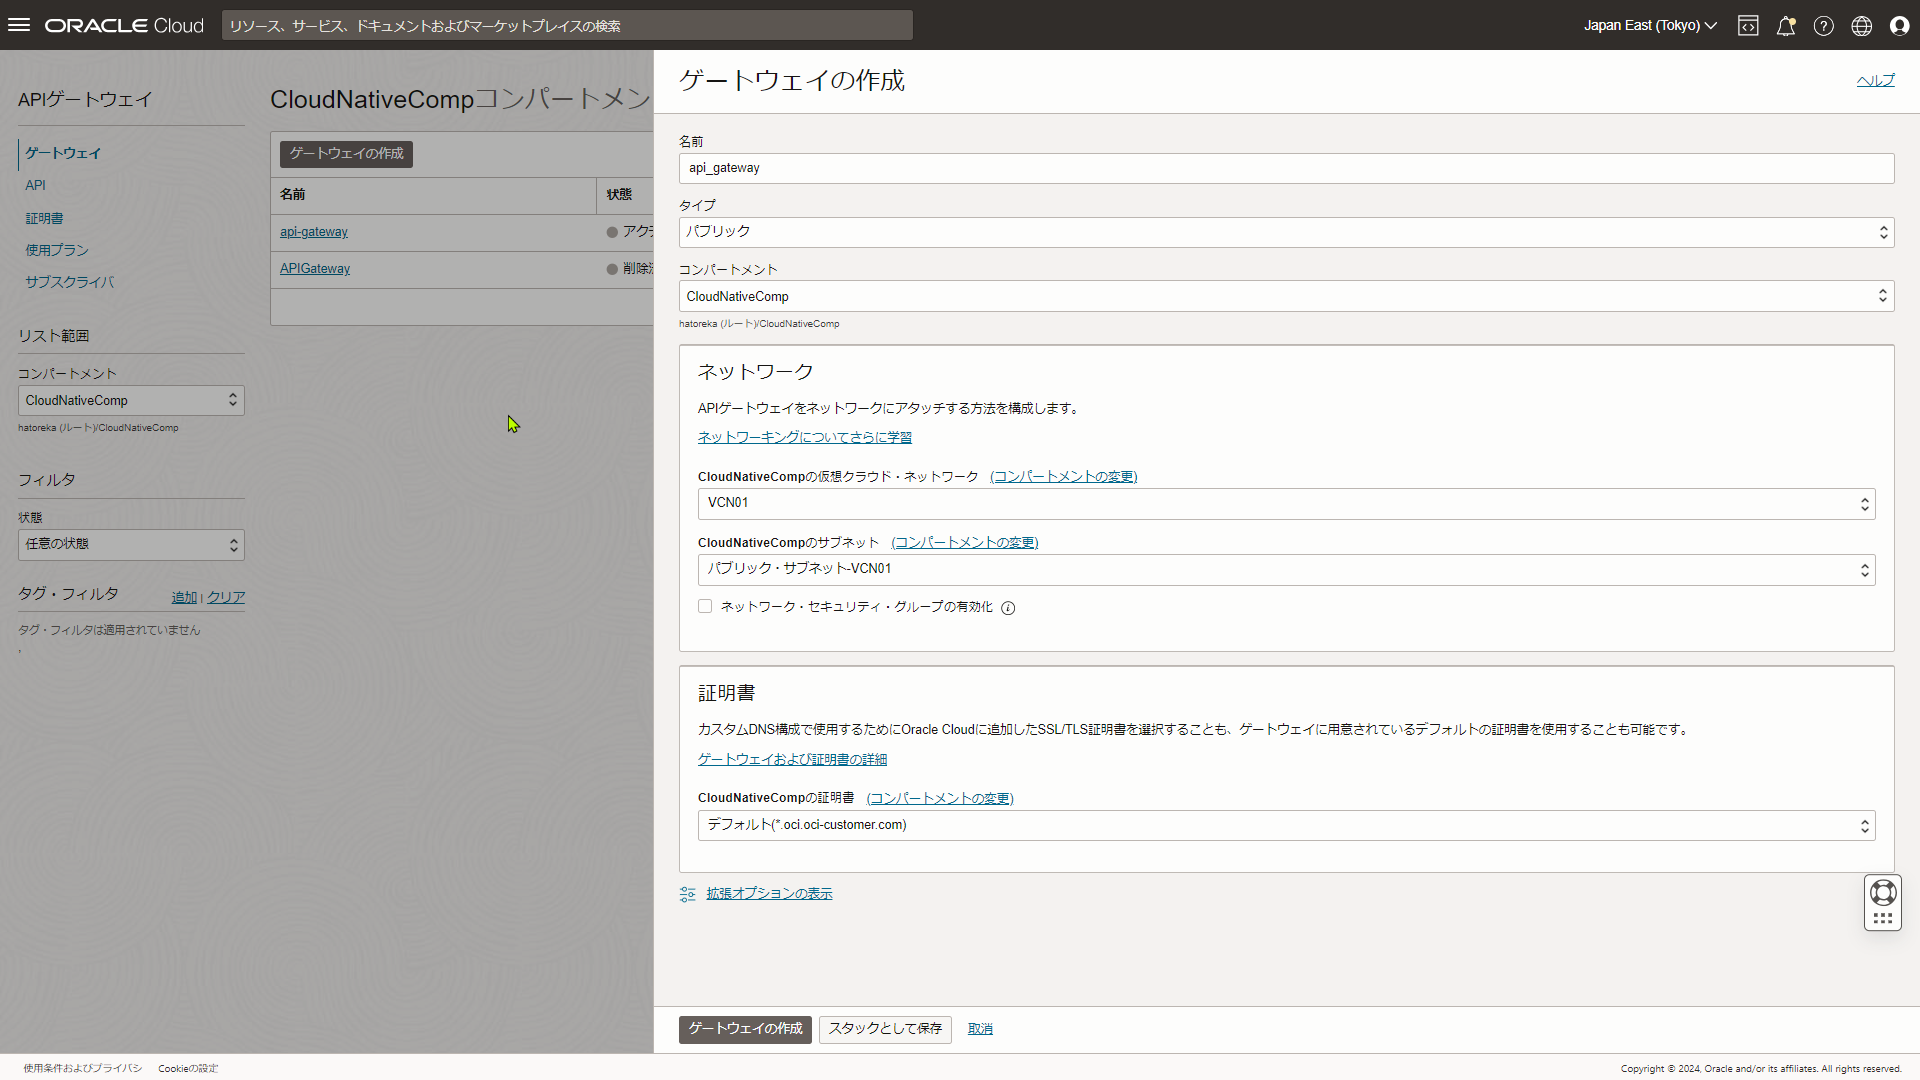 ORACLE Cloud
リソース、サービス、ドキュメントおよびマーケットプレイスの検索
Japan East (Tokyo)
APIゲートウェイ
ゲートウェイ
API
証明書
使用プラン
サブスクライバ
リスト範囲
コンパートメント
CloudNativeComp
hatoreka (ルート)/CloudNativeComp
フィルタ
状態
任意の状態
タグ・フィルタ
追加 | クリア
タグ・フィルタは適用されていません
。
CloudNativeCompコンパートメン
ゲートウェイの作成
名前 状態
api-gateway アクテ
APIGateway 削除済
ゲートウェイの作成
ヘルプ
名前
api_gateway
タイプ
パブリック
コンパートメント
CloudNativeComp
hatoreka (ルート)/CloudNativeComp
ネットワーク
APIゲートウェイをネットワークにアタッチする方法を構成します。
ネットワーキングについてさらに学習
CloudNativeCompの仮想クラウド・ネットワーク (コンパートメントの変更)
VCN01
CloudNativeCompのサブネット (コンパートメントの変更)
パブリック・サブネット-VCN01
ネットワーク・セキュリティ・グループの有効化
証明書
カスタムDNS構成で使用するためにOracle Cloudに追加したSSL/TLS証明書を選択することも、ゲートウェイに用意されているデフォルトの証明書を使用することも可能です。
ゲートウェイおよび証明書の詳細
CloudNativeCompの証明書 (コンパートメントの変更)
デフォルト(*.oci.oci-customer.com)
拡張オプションの表示
ゲートウェイの作成 スタックとして保存 取消
使用条件およびプライバシ Cookieの設定
Copyright © 2024, Oracle and/or its affiliates. All rights reserved.